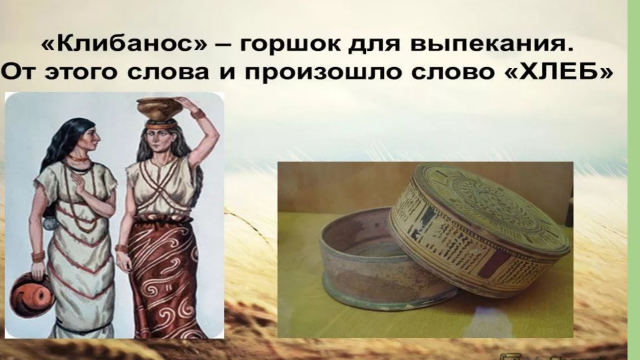 «Клибанос» – горшок для выпекания.
От этого слова и произошло слово «ХЛЕБ»